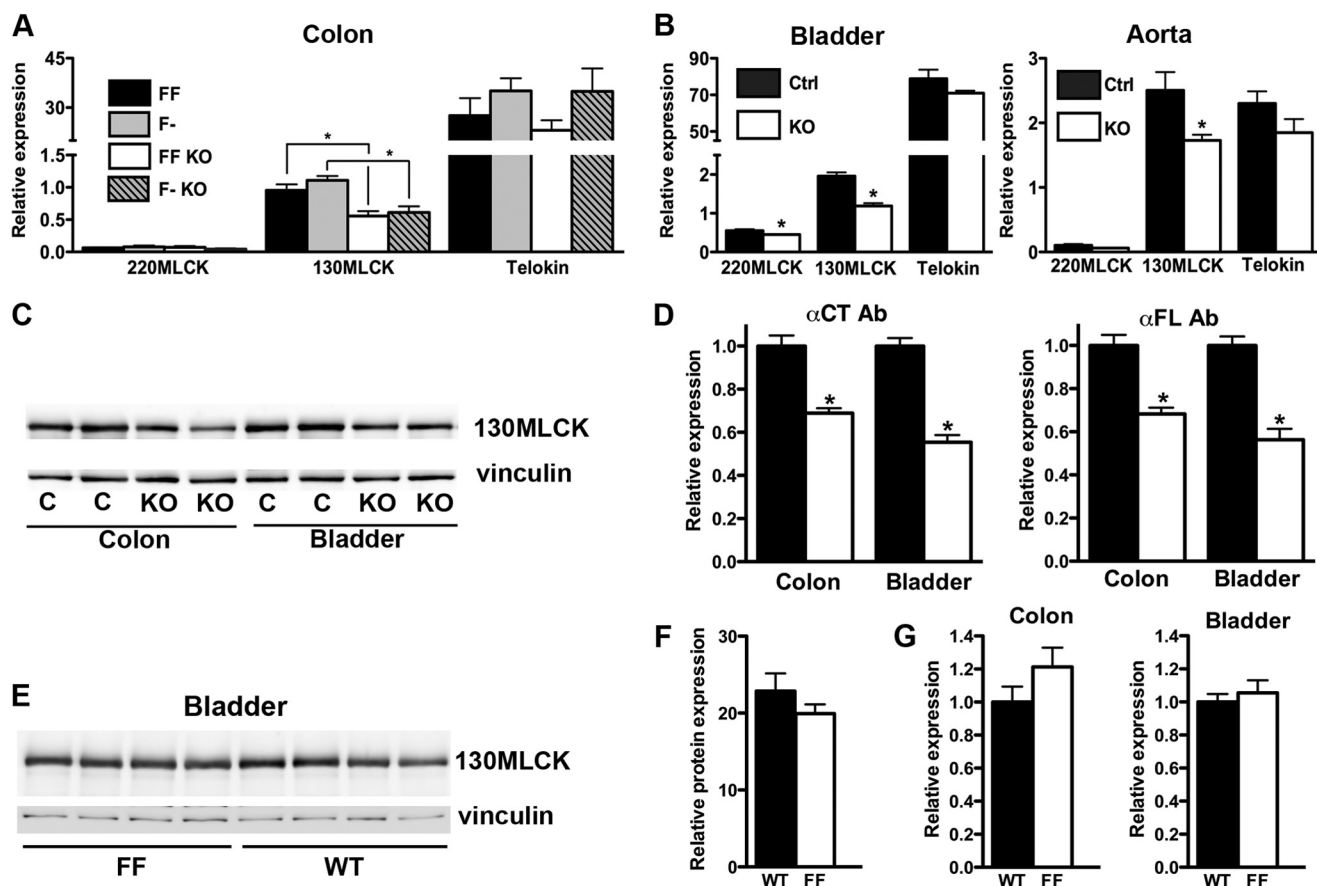 A
Colon
Relative expression
45
30
1.5
1.0
0.5
0.0
FF
F-
FF KO
F- KO
*
*
220MLCK
130MLCK
Telokin
B
Bladder
Relative expression
90
70
50
2
1
0
Ctrl
KO
*
*
220MLCK
130MLCK
Telokin
Aorta
Relative expression
3
2
1
0
Ctrl
KO
*
220MLCK
130MLCK
Telokin
C
130MLCK
vinculin
C C KO KO C C KO KO
Colon Bladder
D
αCT Ab
Relative expression
1.0
0.8
0.6
0.4
0.2
0.0
*
*
Colon Bladder
αFL Ab
Relative expression
1.0
0.8
0.6
0.4
0.2
0.0
*
*
Colon Bladder
E
Bladder
130MLCK
vinculin
FF WT
F
Relative protein expression
30
20
10
0
WT FF
G
Colon
Relative expression
1.4
1.2
1.0
0.8
0.6
0.4
0.2
0.0
WT FF
Bladder
Relative expression
1.4
1.2
1.0
0.8
0.6
0.4
0.2
0.0
WT FF